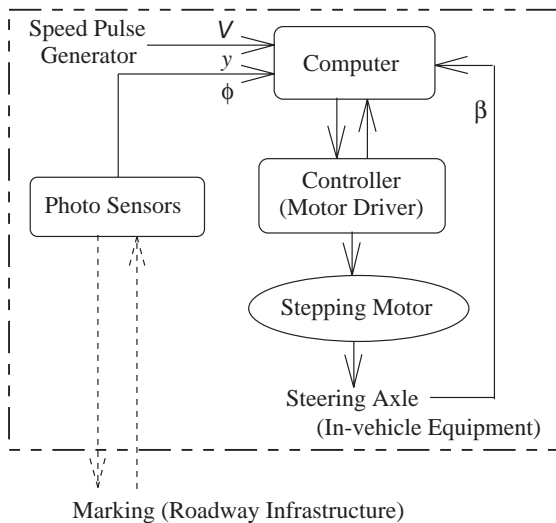 Speed Pulse
Generator
V
y
ϕ
Computer
β
Photo Sensors
Controller
(Motor Driver)
Stepping Motor
Steering Axle
(In-vehicle Equipment)
Marking (Roadway Infrastructure)